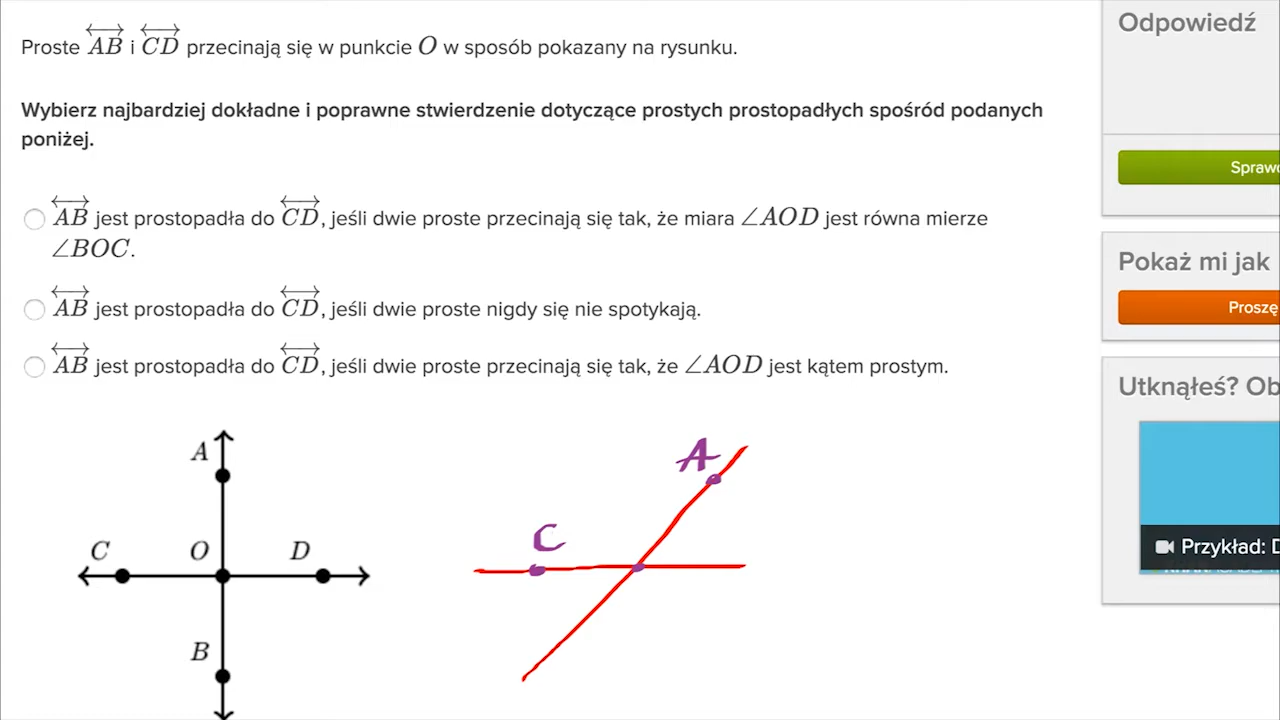 Proste AB i CD przecinają się w punkcie O w sposób pokazany na rysunku.
Wybierz najbardziej dokładne i poprawne stwierdzenie dotyczące prostych prostopadłych spośród podanych
poniżej.
AB jest prostopadła do CD, jeśli dwie proste przecinają się tak, że miara ∠AOD jest równa mierze
∠BOC.
AB jest prostopadła do CD, jeśli dwie proste nigdy się nie spotykają.
AB jest prostopadła do CD, jeśli dwie proste przecinają się tak, że ∠AOD jest kątem prostym.
A
C O D
B
A
C
Odpowiedź
Spraw
Pokaż mi jak
Proszę
Utknąłeś? Ob
Przykład: D